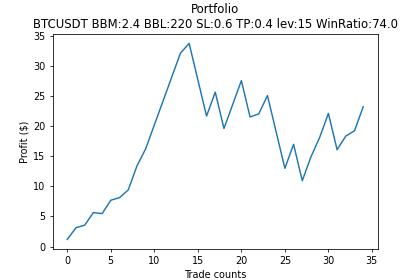 Portfolio
BTCUSDT BBM:2.4 BBL:220 SL:0.6 TP:0.4 lev:15 WinRatio:74.0
35
30
25
20
15
10
5
0
Profit ($)
0 5 10 15 20 25 30 35
Trade counts